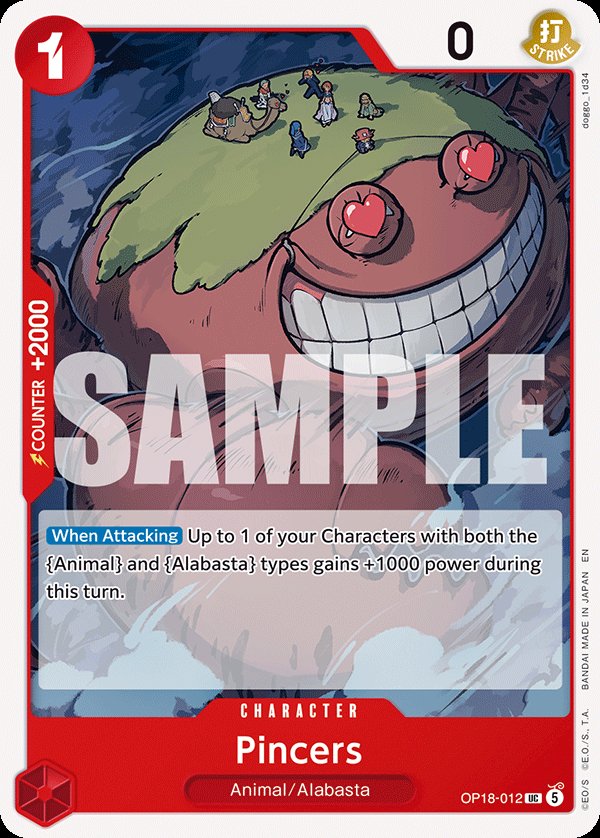 1
0
打
STRIKE
doggo_1d34
COUNTER +2000
SAMPLE
When Attacking Up to 1 of your Characters with both the
{Animal} and {Alabasta} types gains +1000 power during
this turn.
©EO/S ©E.O./S., T.A. BANDAI MADE IN JAPAN EN
CHARACTER
Pincers
Animal/Alabasta
OP18-012 UC 5